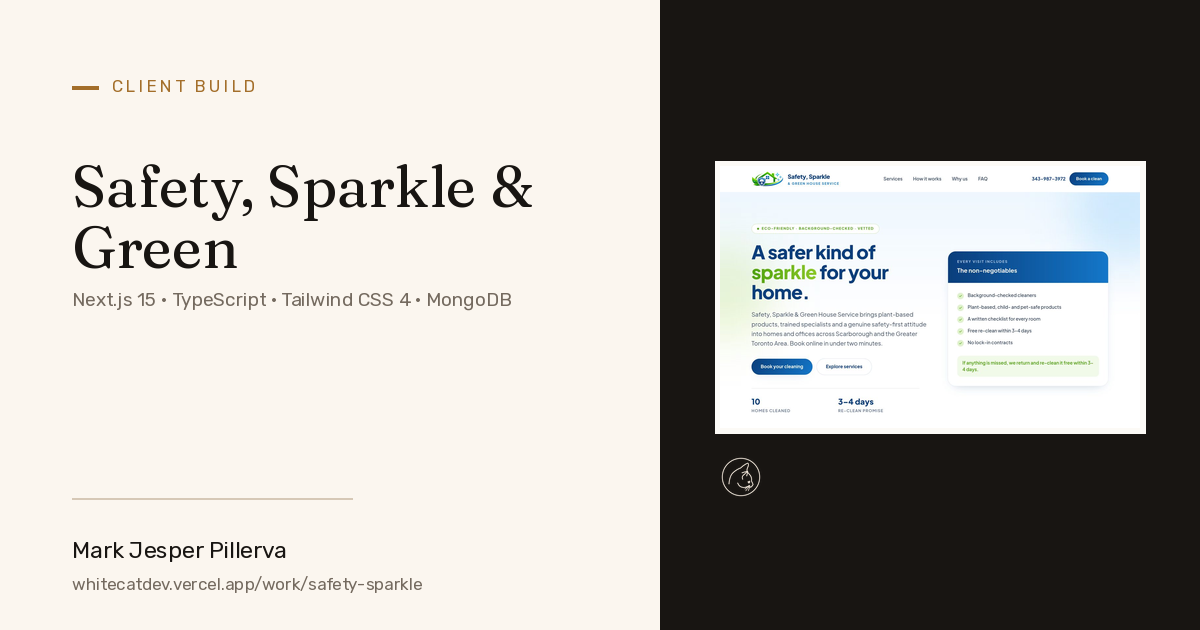 CLIENT BUILD
Safety, Sparkle &
Green
Next.js 15 • TypeScript • Tailwind CSS 4 • MongoDB
Mark Jesper Pillerva
whitecatdev.vercel.app/work/safety-sparkle
Safety, Sparkle
& GREEN HOUSE SERVICE
Services How it works Why us FAQ
343-987-3972 Book a clean
ECO-FRIENDLY · BACKGROUND-CHECKED · VETTED
A safer kind of
sparkle for your
home.
Safety, Sparkle & Green House Service brings plant-based
products, trained specialists and a genuine safety-first attitude
into homes and offices across Scarborough and the Greater
Toronto Area. Book online in under two minutes.
Book your cleaning Explore services
10 3–4 days
HOMES CLEANED RE-CLEAN PROMISE
EVERY VISIT INCLUDES
The non-negotiables
Background-checked cleaners
Plant-based, child- and pet-safe products
A written checklist for every room
Free re-clean within 3–4 days
No lock-in contracts
If anything is missed, we return and re-clean it free within 3–
4 days.